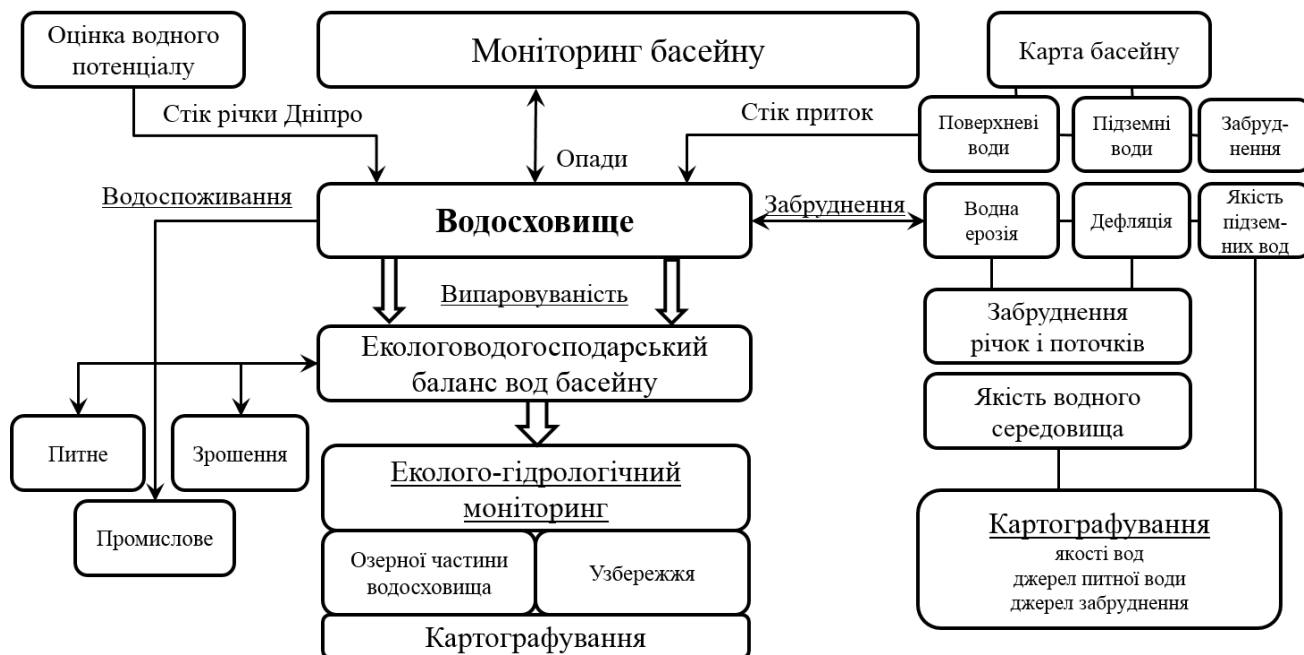 Оцінка водного
потенціалу
Моніторинг басейну
Карта басейну
Стік річки Дніпро
Опади
Стік приток
Поверхневі
води
Підземні
води
Забруд-
нення
Водоспоживання
Водосховище
Забруднення
Водна
ерозія
Дефляція
Якість
підзем-
них вод
Випаровуваність
Забруднення
річок і поточків
Екологоводогосподарський
баланс вод басейну
Якість водного
середовища
Питне
Зрошення
Промислове
Еколого-гідрологічний
моніторинг
Озерної частини
водосховища
Узбережжя
Картографування
Картографування
якості вод
джерел питної води
джерел забруднення